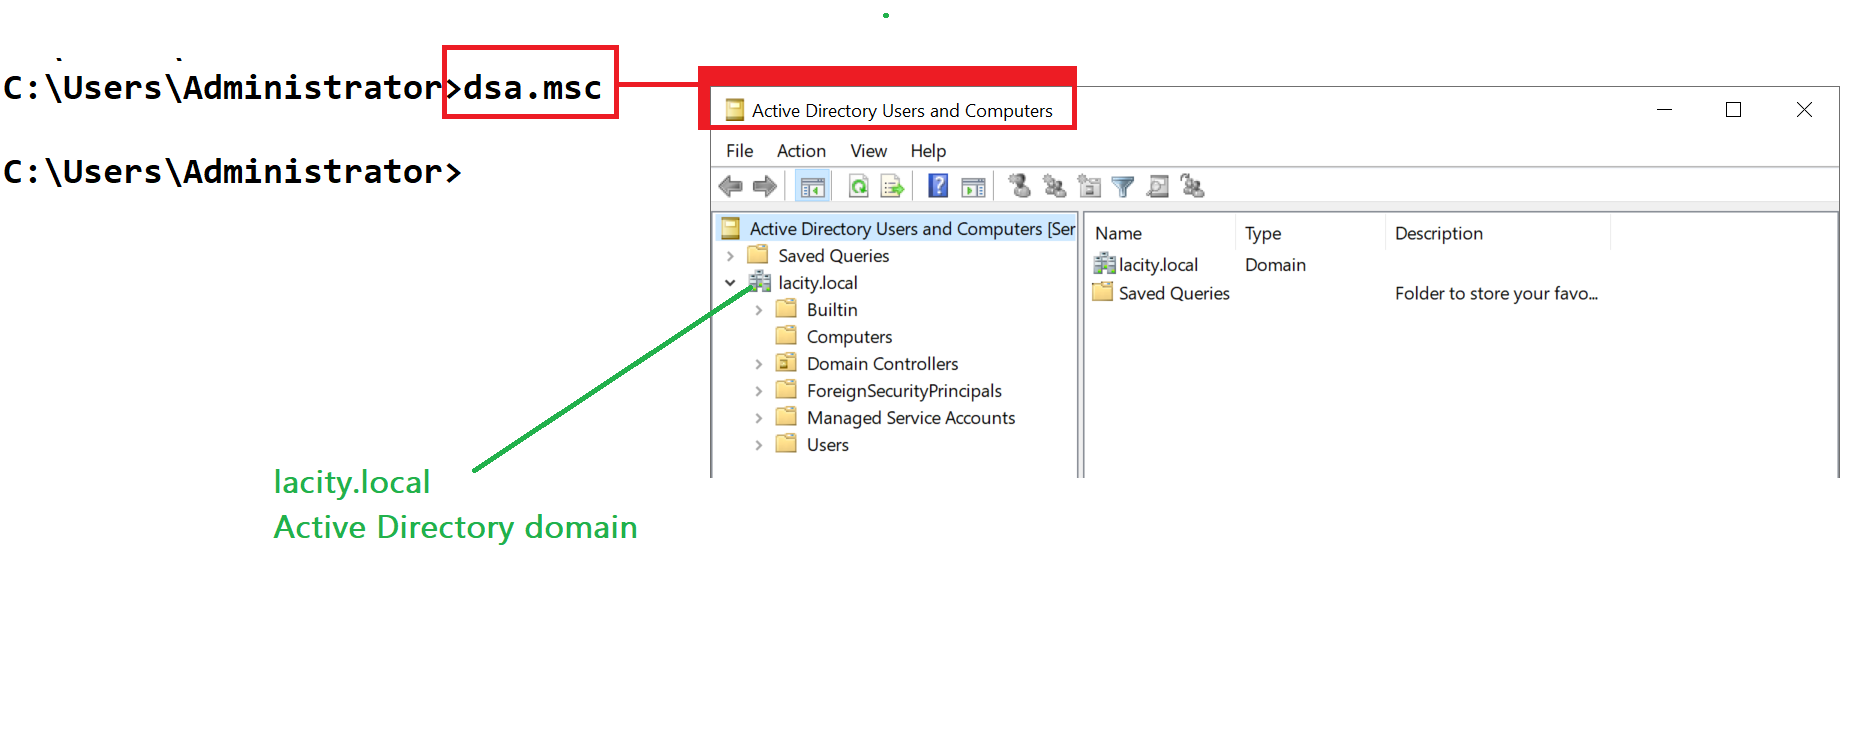 C:\Users\Administrator>dsa.msc
C:\Users\Administrator>
Active Directory Users and Computers
File Action View Help
Active Directory Users and Computers [Ser
Saved Queries
lacity.local
Builtin
Computers
Domain Controllers
ForeignSecurityPrincipals
Managed Service Accounts
Users
Name Type Description
lacity.local Domain
Saved Queries Folder to store your favo...
lacity.local
Active Directory domain